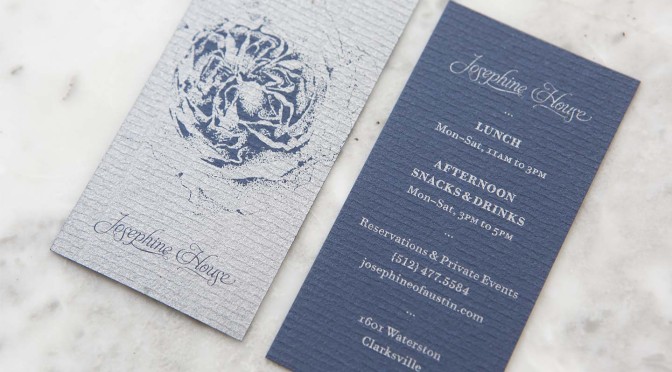 Josephine House
Josephine House
...
LUNCH
Mon–Sat, 11AM to 3PM
AFTERNOON
SNACKS & DRINKS
Mon–Sat, 3PM to 5PM
...
Reservations & Private Events
(512) 477.5584
josephineofaustin.com
...
1601 Waterston
Clarksville